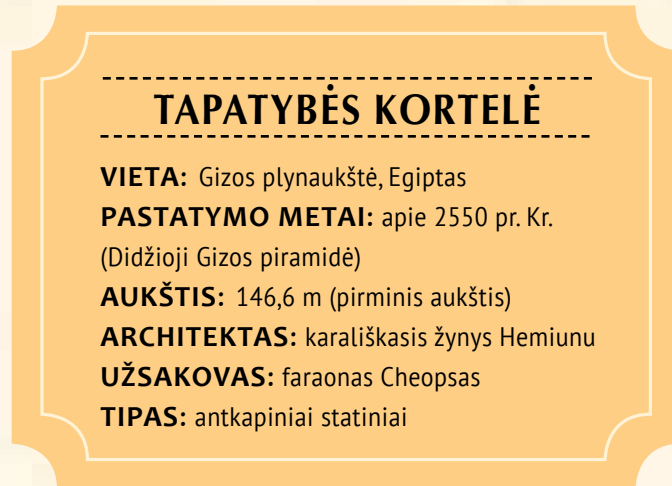 TAPATYBĖS KORTELĖ
VIETA: Gizos plynaukštė, Egiptas
PASTATYMO METAI: apie 2550 pr. Kr.
(Didžioji Gizos piramidė)
AUKŠTIS: 146,6 m (pirminis aukštis)
ARCHITEKTAS: karališkasis žynys Hemiunu
UŽSAKOVAS: faraonas Cheopsas
TIPAS: antkapiniai statiniai